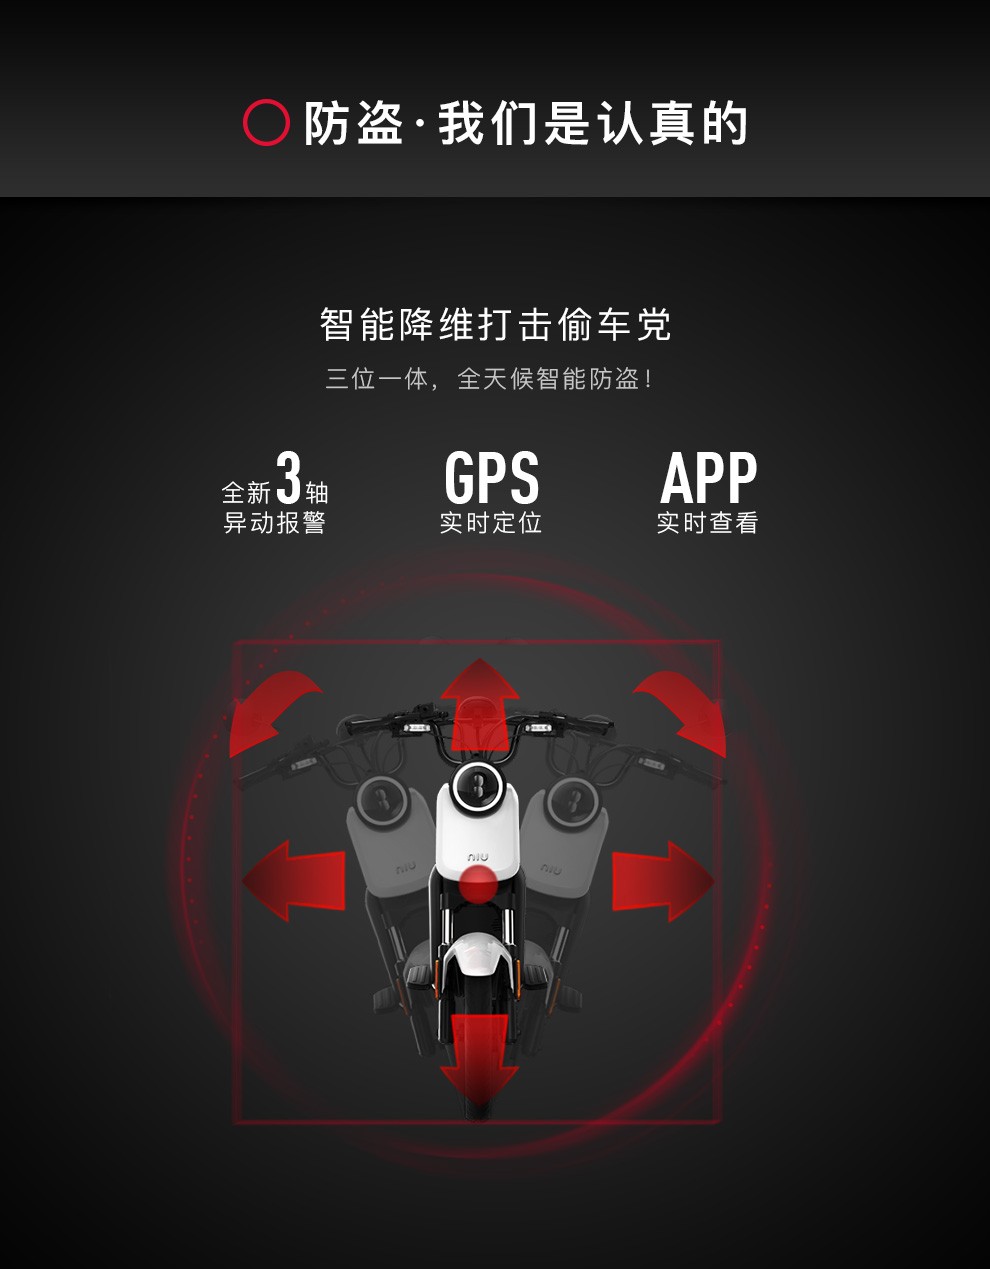 防盗·我们是认真的
智能降维打击偷车党
三位一体，全天候智能防盗！
全新3轴
异动报警
GPS
实时定位
APP
实时查看
NIU
NIU
NIU